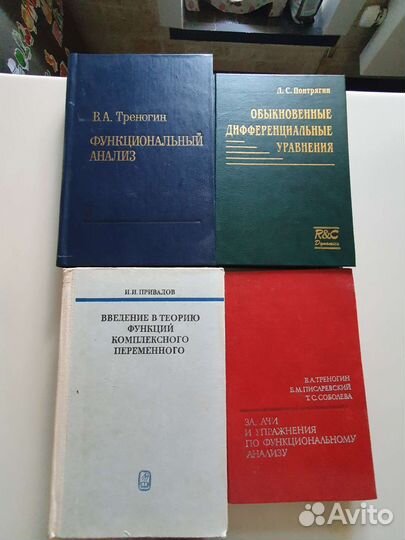 В.А. Треногин
ФУНКЦИОНАЛЬНЫЙ
АНАЛИЗ
Л. С. Понтрягин
ОБЫКНОВЕННЫЕ
ДИФФЕРЕНЦИАЛЬНЫЕ
УРАВНЕНИЯ
R&C
Dynamics
И. И. ПРИВАЛОВ
ВВЕДЕНИЕ В ТЕОРИЮ
ФУНКЦИЙ
КОМПЛЕКСНОГО
ПЕРЕМЕННОГО
В.А.ТРЕНОГИН
Б.М.ПИСАРЕВСКИЙ
Т.С.СОБОЛЕВА
ЗАДАЧИ
И УПРАЖНЕНИЯ
ПО ФУНКЦИОНАЛЬНОМУ
АНАЛИЗУ
Avito